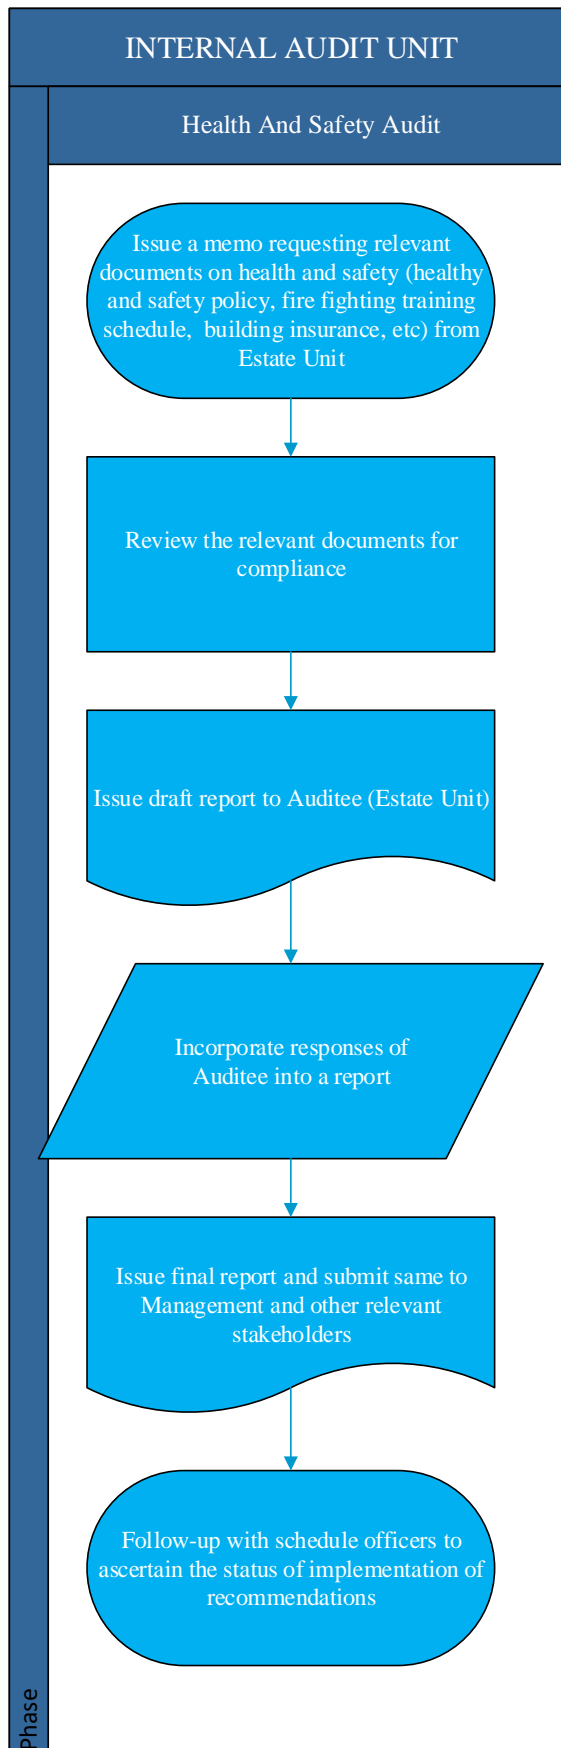 INTERNAL AUDIT UNIT
Health And Safety Audit
Issue a memo requesting relevant
documents on health and safety (healthy
and safety policy, fire fighting training
schedule,  building insurance, etc) from
Estate Unit
Review the relevant documents for
compliance
Issue draft report to Auditee (Estate Unit)
Incorporate responses of
Auditee into a report
Issue final report and submit same to
Management and other relevant
stakeholders
Follow-up with schedule officers to
ascertain the status of implementation of
recommendations
Phase